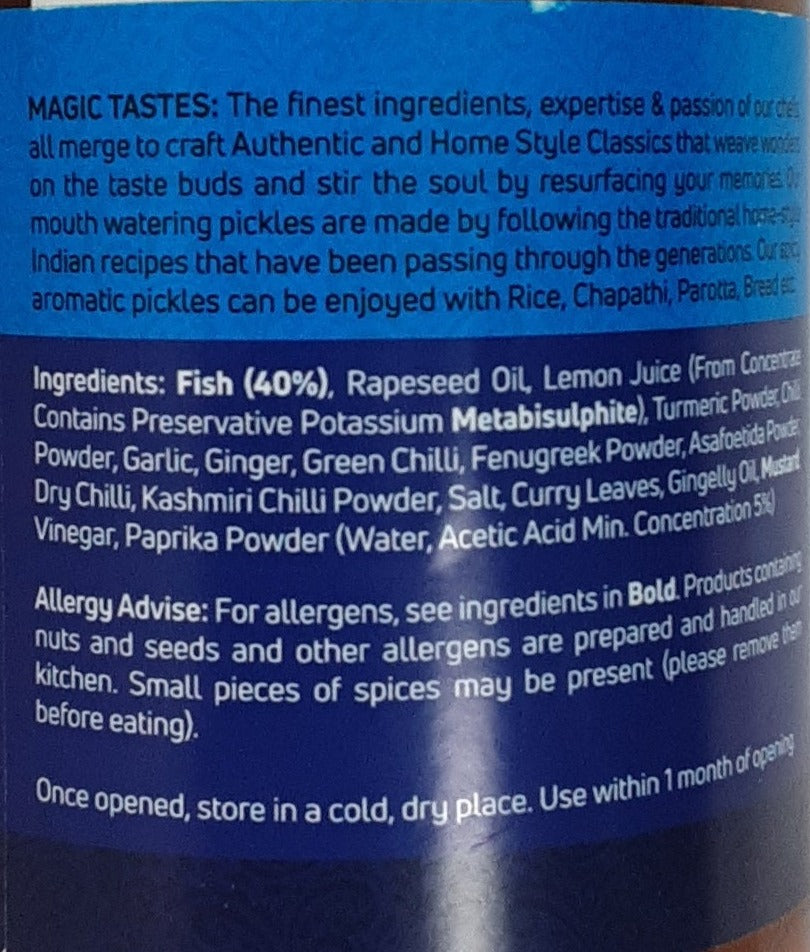 MAGIC TASTES: The finest ingredients, expertise & passion of our chefs
all merge to craft Authentic and Home Style Classics that weave wonders
on the taste buds and stir the soul by resurfacing your memories. Our
mouth watering pickles are made by following the traditional home-style
Indian recipes that have been passing through the generations. Our spicy
aromatic pickles can be enjoyed with Rice, Chapathi, Parotta, Bread etc.
Ingredients: Fish (40%), Rapeseed Oil, Lemon Juice (From Concentrate
Contains Preservative Potassium Metabisulphite), Turmeric Powder, Chilli
Powder, Garlic, Ginger, Green Chilli, Fenugreek Powder, Asafoetida Powder,
Dry Chilli, Kashmiri Chilli Powder, Salt, Curry Leaves, Gingelly Oil, Mustard
Vinegar, Paprika Powder (Water, Acetic Acid Min. Concentration 5%)
Allergy Advise: For allergens, see ingredients in Bold. Products containing
nuts and seeds and other allergens are prepared and handled in our
kitchen. Small pieces of spices may be present (please remove them
before eating).
Once opened, store in a cold, dry place. Use within 1 month of opening